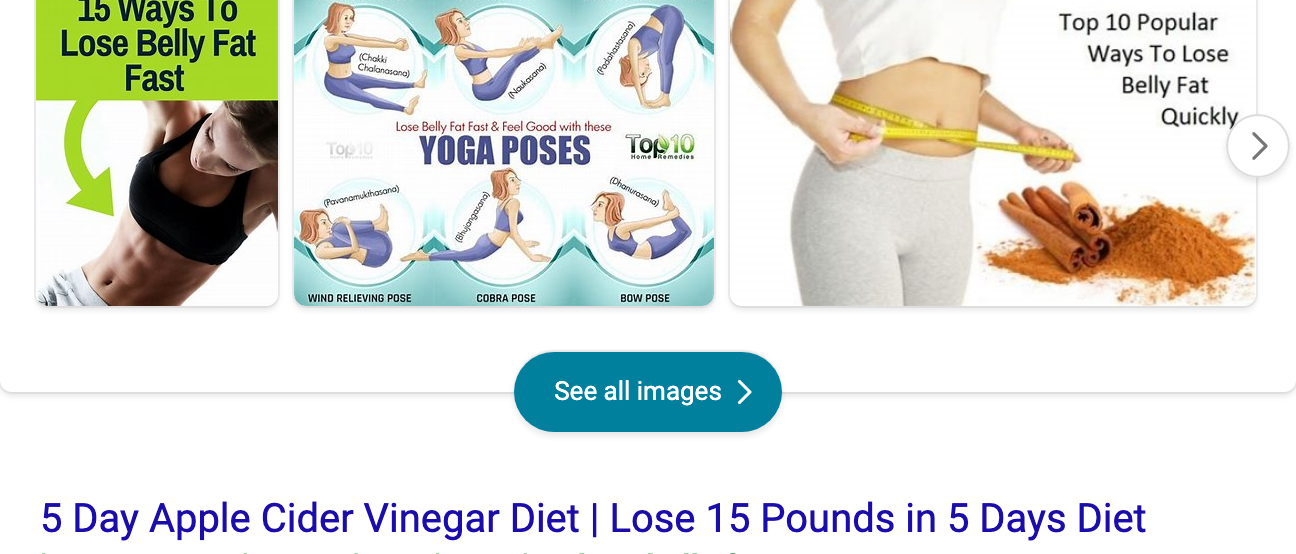 15 Ways To
Lose Belly Fat
Fast
(Chakki
Chalanasana)
(Naukasana)
(Padahastasana)
Lose Belly Fat Fast & Feel Good with these
YOGA POSES
Top10
Top10
Home Remedies
(Pavanamukthasana)
(Bhujangasana)
(Dhanurasana)
WIND RELIEVING POSE
COBRA POSE
BOW POSE
Top 10 Popular
Ways To Lose
Belly Fat
Quickly
See all images
5 Day Apple Cider Vinegar Diet | Lose 15 Pounds in 5 Days Diet